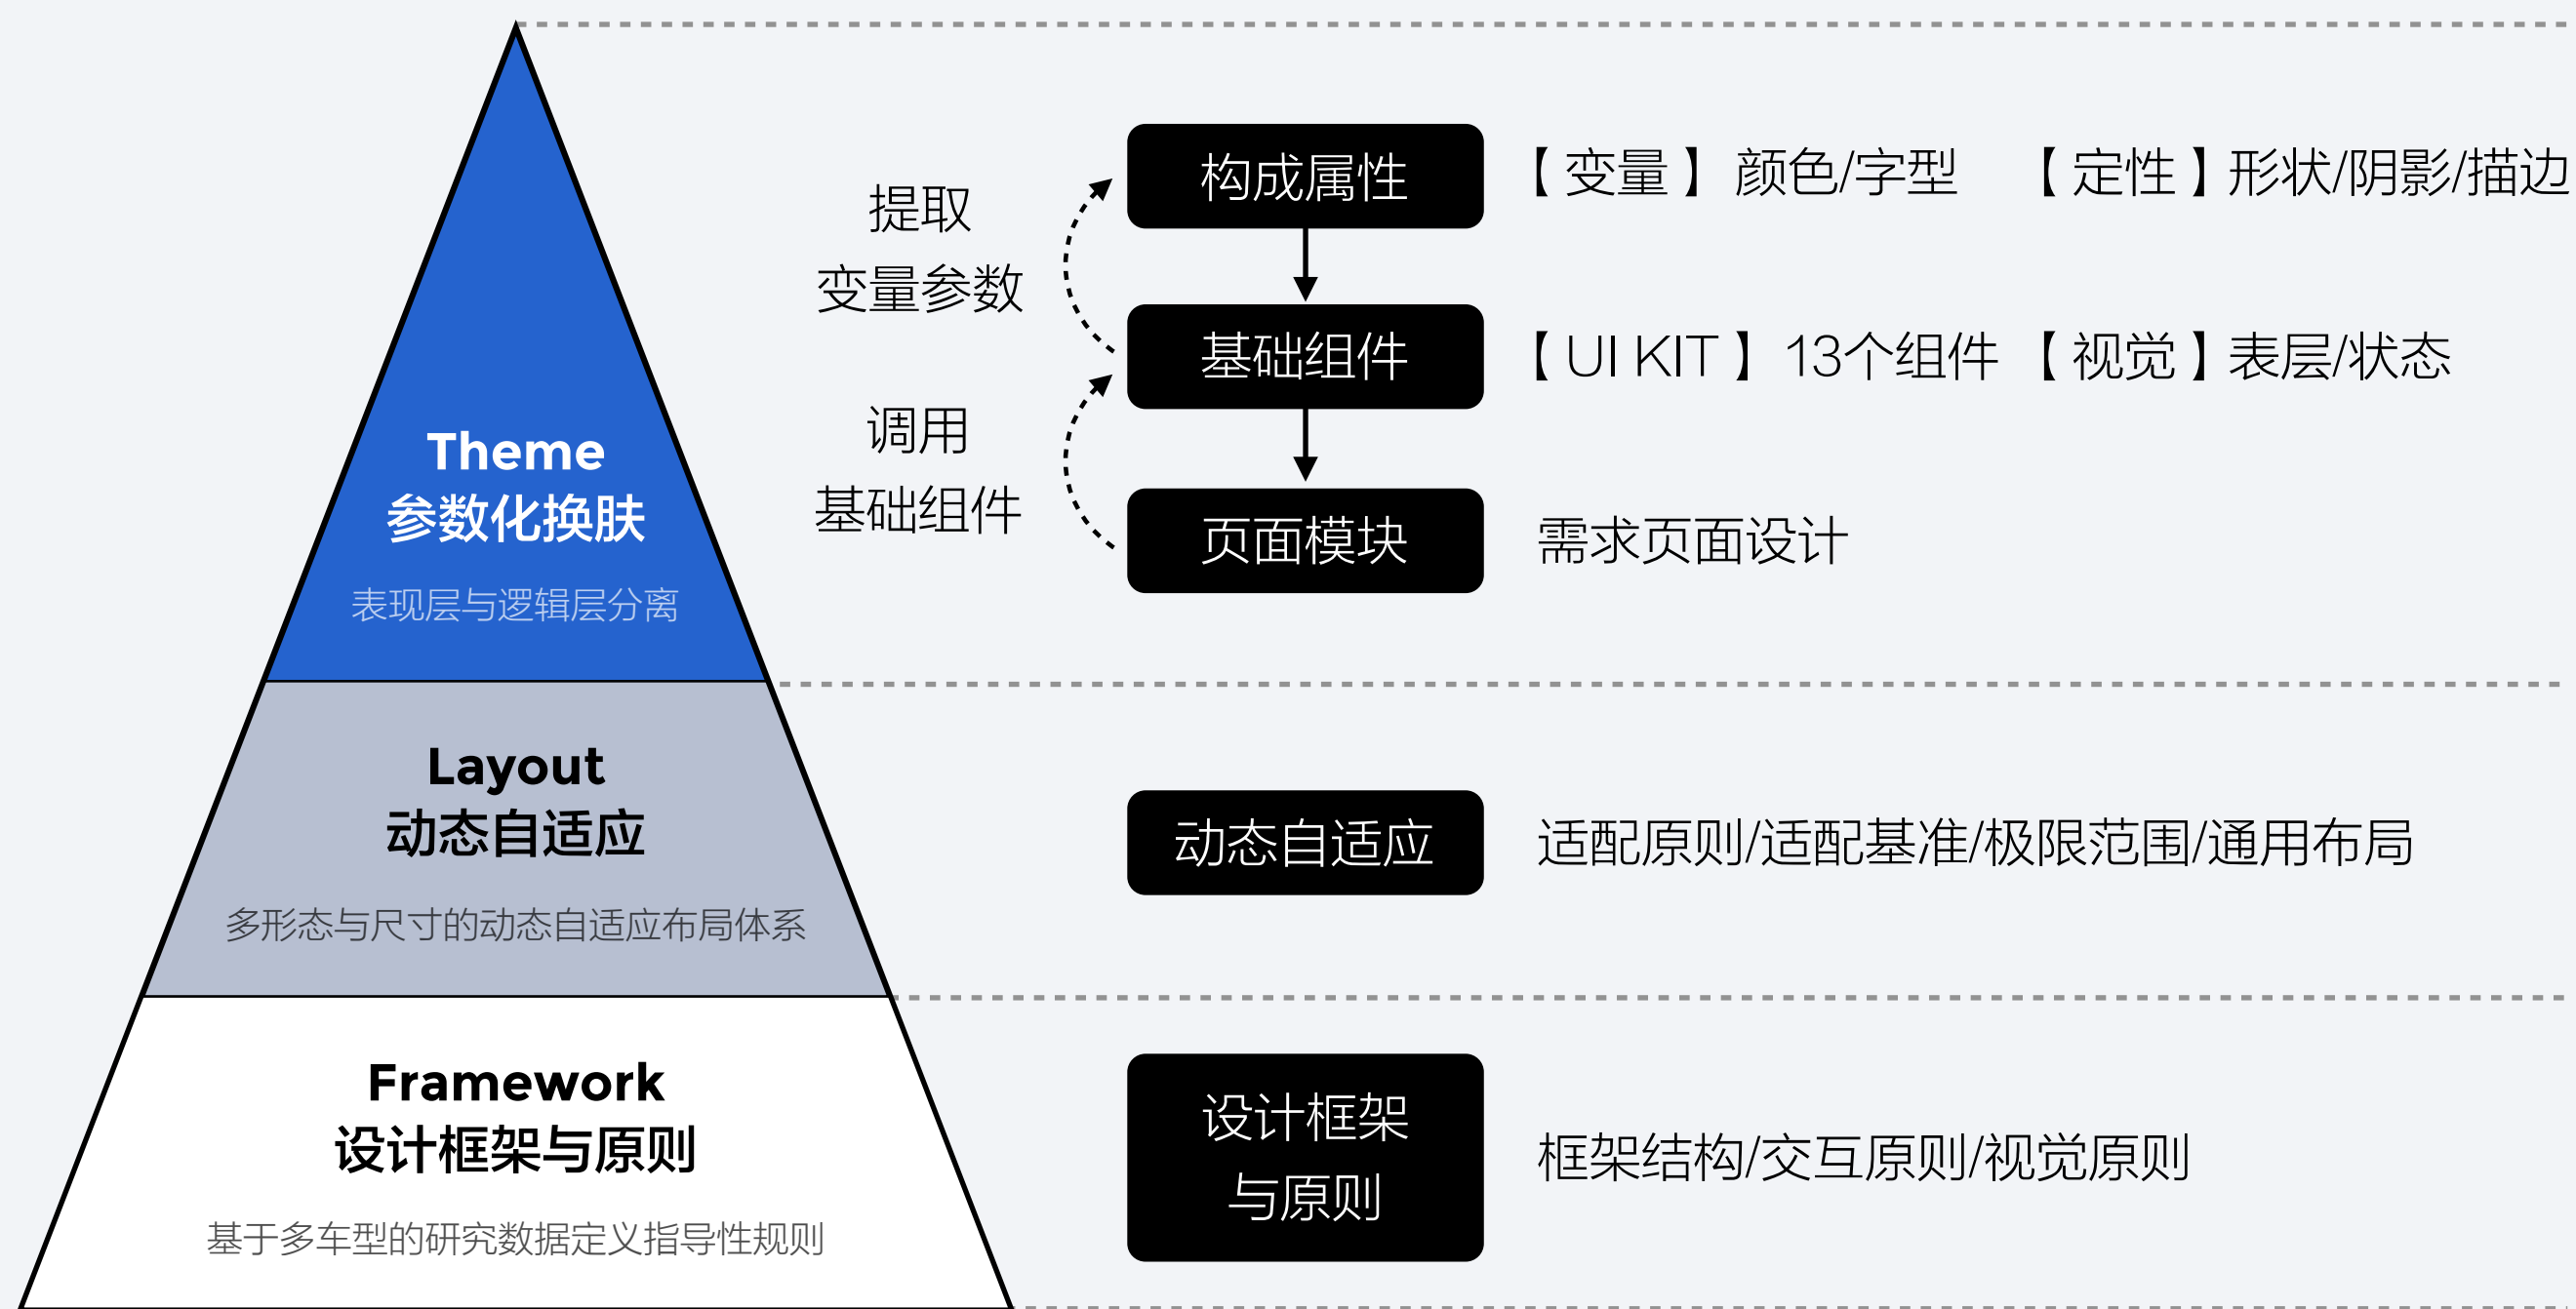 Theme
参数化换肤
表现层与逻辑层分离
提取
变量参数
调用
基础组件
构成属性
【 变量 】 颜色/字型 【 定性 】形状/阴影/描边
基础组件
【 UI KIT 】 13个组件 【 视觉 】表层/状态
页面模块
需求页面设计
Layout
动态自适应
多形态与尺寸的动态自适应布局体系
动态自适应
适配原则/适配基准/极限范围/通用布局
Framework
设计框架与原则
基于多车型的研究数据定义指导性规则
设计框架
与原则
框架结构/交互原则/视觉原则